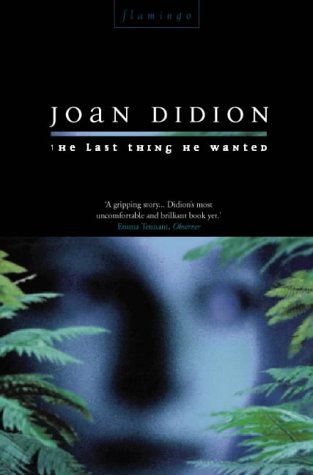 flamingo
JOAN DIDION
THE LAST THING HE WANTED
'A gripping story... Didion's most
uncomfortable and brilliant book yet.'
Emma Tennant, Observer